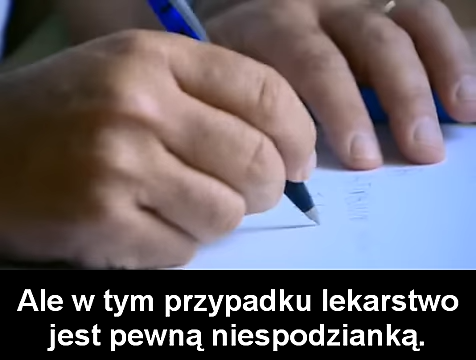 Ale w tym przypadku lekarstwo
jest pewną niespodzianką.